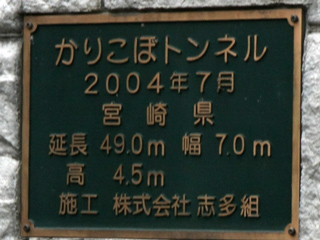 かりこぼトンネル
2004年7月
宮崎県
延長 49.0m 幅 7.0m
高 4.5m
施工 株式会社 志多組